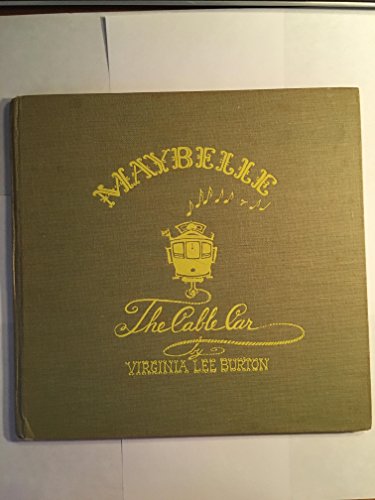 MAYBELLE
The Cable Car
by
VIRGINIA LEE BURTON